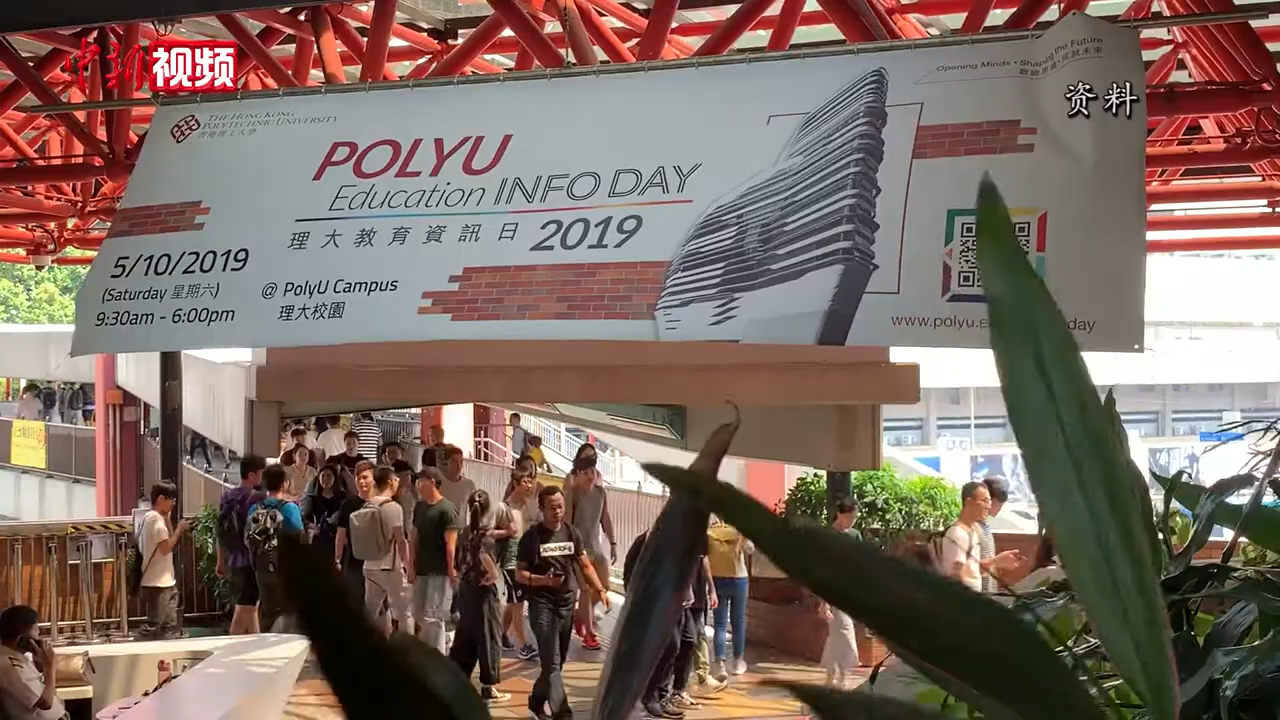 中新视频
资料
Opening Minds • Shaping the Future
啟迪思維 • 成就未來
THE HONG KONG
POLYTECHNIC UNIVERSITY
香港理工大學
POLYU
Education INFO DAY
理大教育資訊日 2019
5/10/2019
(Saturday 星期六)
9:30am - 6:00pm
@ PolyU Campus
理大校園
www.polyu.e
day